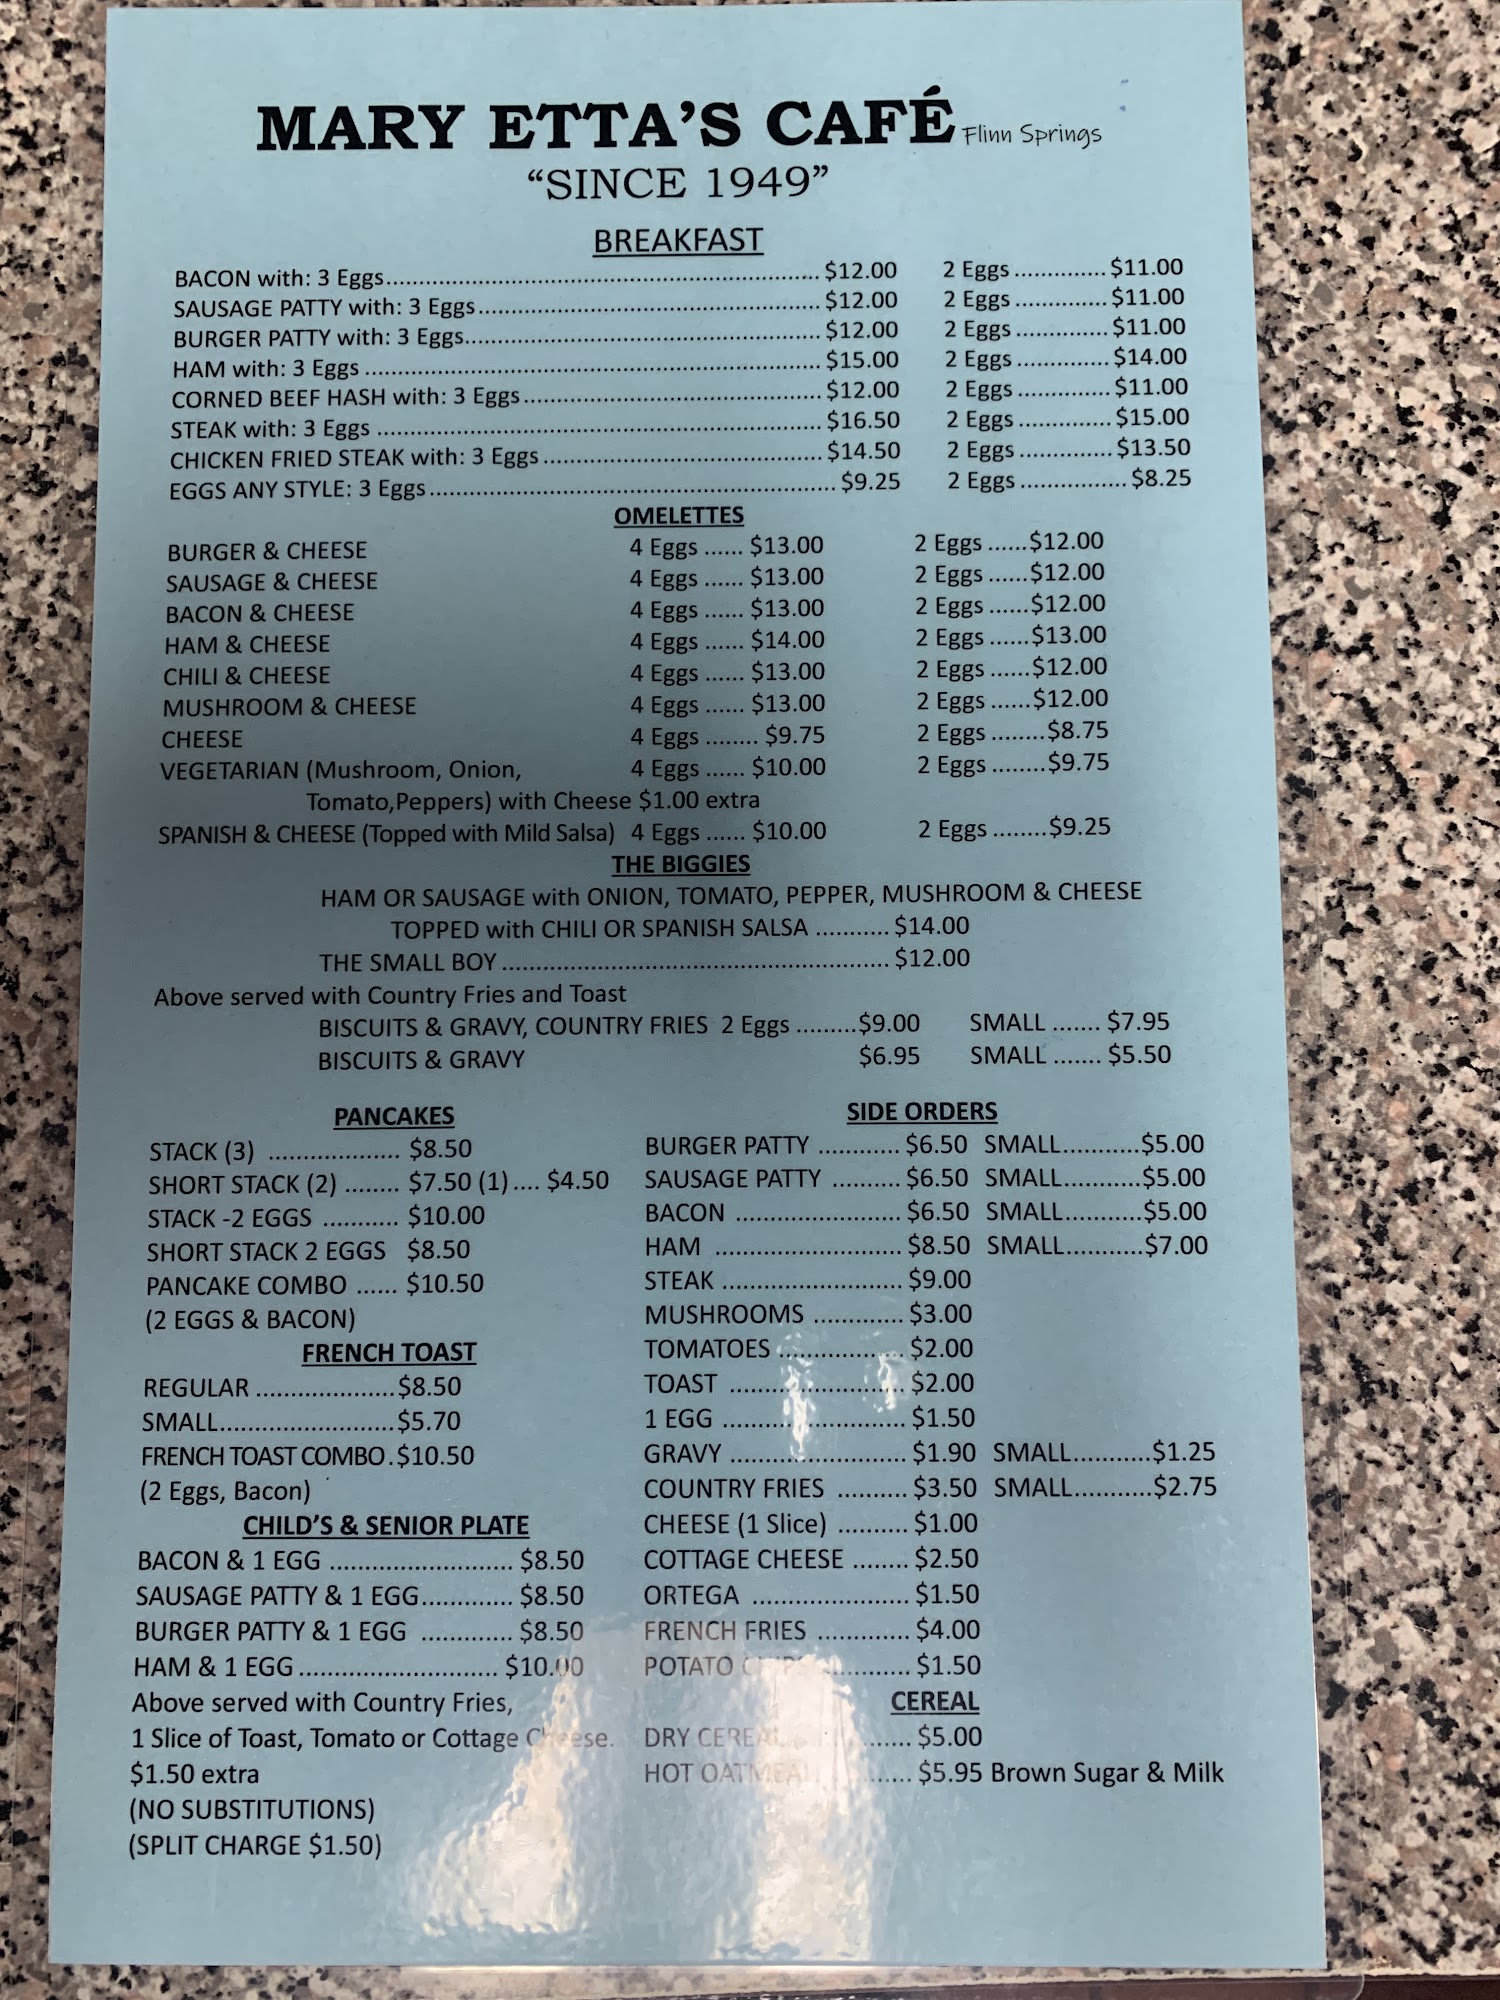 MARY ETTA'S CAFÉ Flinn Springs
"SINCE 1949"
BREAKFAST
BACON with: 3 Eggs..........$12.00 2 Eggs..........$11.00
SAUSAGE PATTY with: 3 Eggs..........$12.00 2 Eggs..........$11.00
BURGER PATTY with: 3 Eggs..........$12.00 2 Eggs..........$11.00
HAM with: 3 Eggs..........$15.00 2 Eggs..........$14.00
CORNED BEEF HASH with: 3 Eggs..........$12.00 2 Eggs..........$11.00
STEAK with: 3 Eggs..........$16.50 2 Eggs..........$15.00
CHICKEN FRIED STEAK with: 3 Eggs..........$14.50 2 Eggs..........$13.50
EGGS ANY STYLE: 3 Eggs..........$9.25 2 Eggs..........$8.25
OMELETTES
BURGER & CHEESE 4 Eggs ...... $13.00 2 Eggs ......$12.00
SAUSAGE & CHEESE 4 Eggs ...... $13.00 2 Eggs ......$12.00
BACON & CHEESE 4 Eggs ...... $13.00 2 Eggs ......$12.00
HAM & CHEESE 4 Eggs ...... $14.00 2 Eggs ......$13.00
CHILI & CHEESE 4 Eggs ...... $13.00 2 Eggs ......$12.00
MUSHROOM & CHEESE 4 Eggs ...... $13.00 2 Eggs ......$12.00
CHEESE 4 Eggs ........ $9.75 2 Eggs ........$8.75
VEGETARIAN (Mushroom, Onion, 4 Eggs ...... $10.00 2 Eggs ........$9.75
Tomato,Peppers) with Cheese $1.00 extra
SPANISH & CHEESE (Topped with Mild Salsa) 4 Eggs ...... $10.00 2 Eggs ........$9.25
THE BIGGIES
HAM OR SAUSAGE with ONION, TOMATO, PEPPER, MUSHROOM & CHEESE
TOPPED with CHILI OR SPANISH SALSA ........... $14.00
THE SMALL BOY..........$12.00
Above served with Country Fries and Toast
BISCUITS & GRAVY, COUNTRY FRIES 2 Eggs .........$9.00 SMALL ....... $7.95
BISCUITS & GRAVY $6.95 SMALL ....... $5.50
PANCAKES
STACK (3) ................... $8.50
SHORT STACK (2) ........ $7.50 (1).... $4.50
STACK -2 EGGS ........... $10.00
SHORT STACK 2 EGGS $8.50
PANCAKE COMBO ...... $10.50
(2 EGGS & BACON)
FRENCH TOAST
REGULAR ....................$8.50
SMALL.........................$5.70
FRENCH TOAST COMBO.$10.50
(2 Eggs, Bacon)
CHILD'S & SENIOR PLATE
BACON & 1 EGG .......................... $8.50
SAUSAGE PATTY & 1 EGG............. $8.50
BURGER PATTY & 1 EGG ............. $8.50
HAM & 1 EGG............................ $10.00
Above served with Country Fries,
1 Slice of Toast, Tomato or Cottage Cheese.
$1.50 extra
(NO SUBSTITUTIONS)
(SPLIT CHARGE $1.50)
SIDE ORDERS
BURGER PATTY ............ $6.50 SMALL...........$5.00
SAUSAGE PATTY .......... $6.50 SMALL...........$5.00
BACON ........................ $6.50 SMALL...........$5.00
HAM ........................... $8.50 SMALL...........$7.00
STEAK .......................... $9.00
MUSHROOMS ............. $3.00
TOMATOES .................. $2.00
TOAST ......................... $2.00
1 EGG .......................... $1.50
GRAVY ......................... $1.90 SMALL...........$1.25
COUNTRY FRIES .......... $3.50 SMALL...........$2.75
CHEESE (1 Slice) .......... $1.00
COTTAGE CHEESE ........ $2.50
ORTEGA ....................... $1.50
FRENCH FRIES ............. $4.00
POTATO CHIPS ............. $1.50
CEREAL
DRY CEREAL ............... $5.00
HOT OATMEAL ............ $5.95 Brown Sugar & Milk